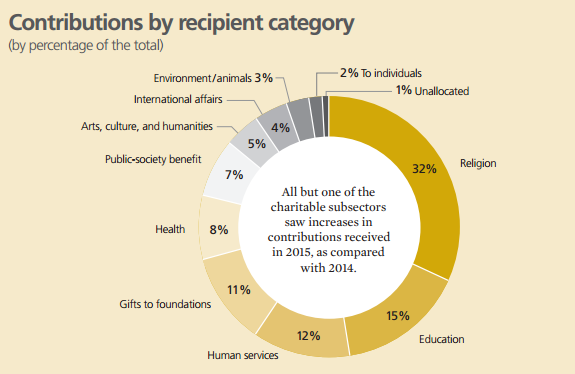 Contributions by recipient category
(by percentage of the total)
Environment/animals 3%
2% To individuals
1% Unallocated
International affairs
4%
Arts, culture, and humanities
5%
Public-society benefit
7%
32%
Religion
All but one of the
charitable subsectors
saw increases in
contributions received
in 2015, as compared
with 2014.
Health
8%
11%
Gifts to foundations
15%
Education
12%
Human services